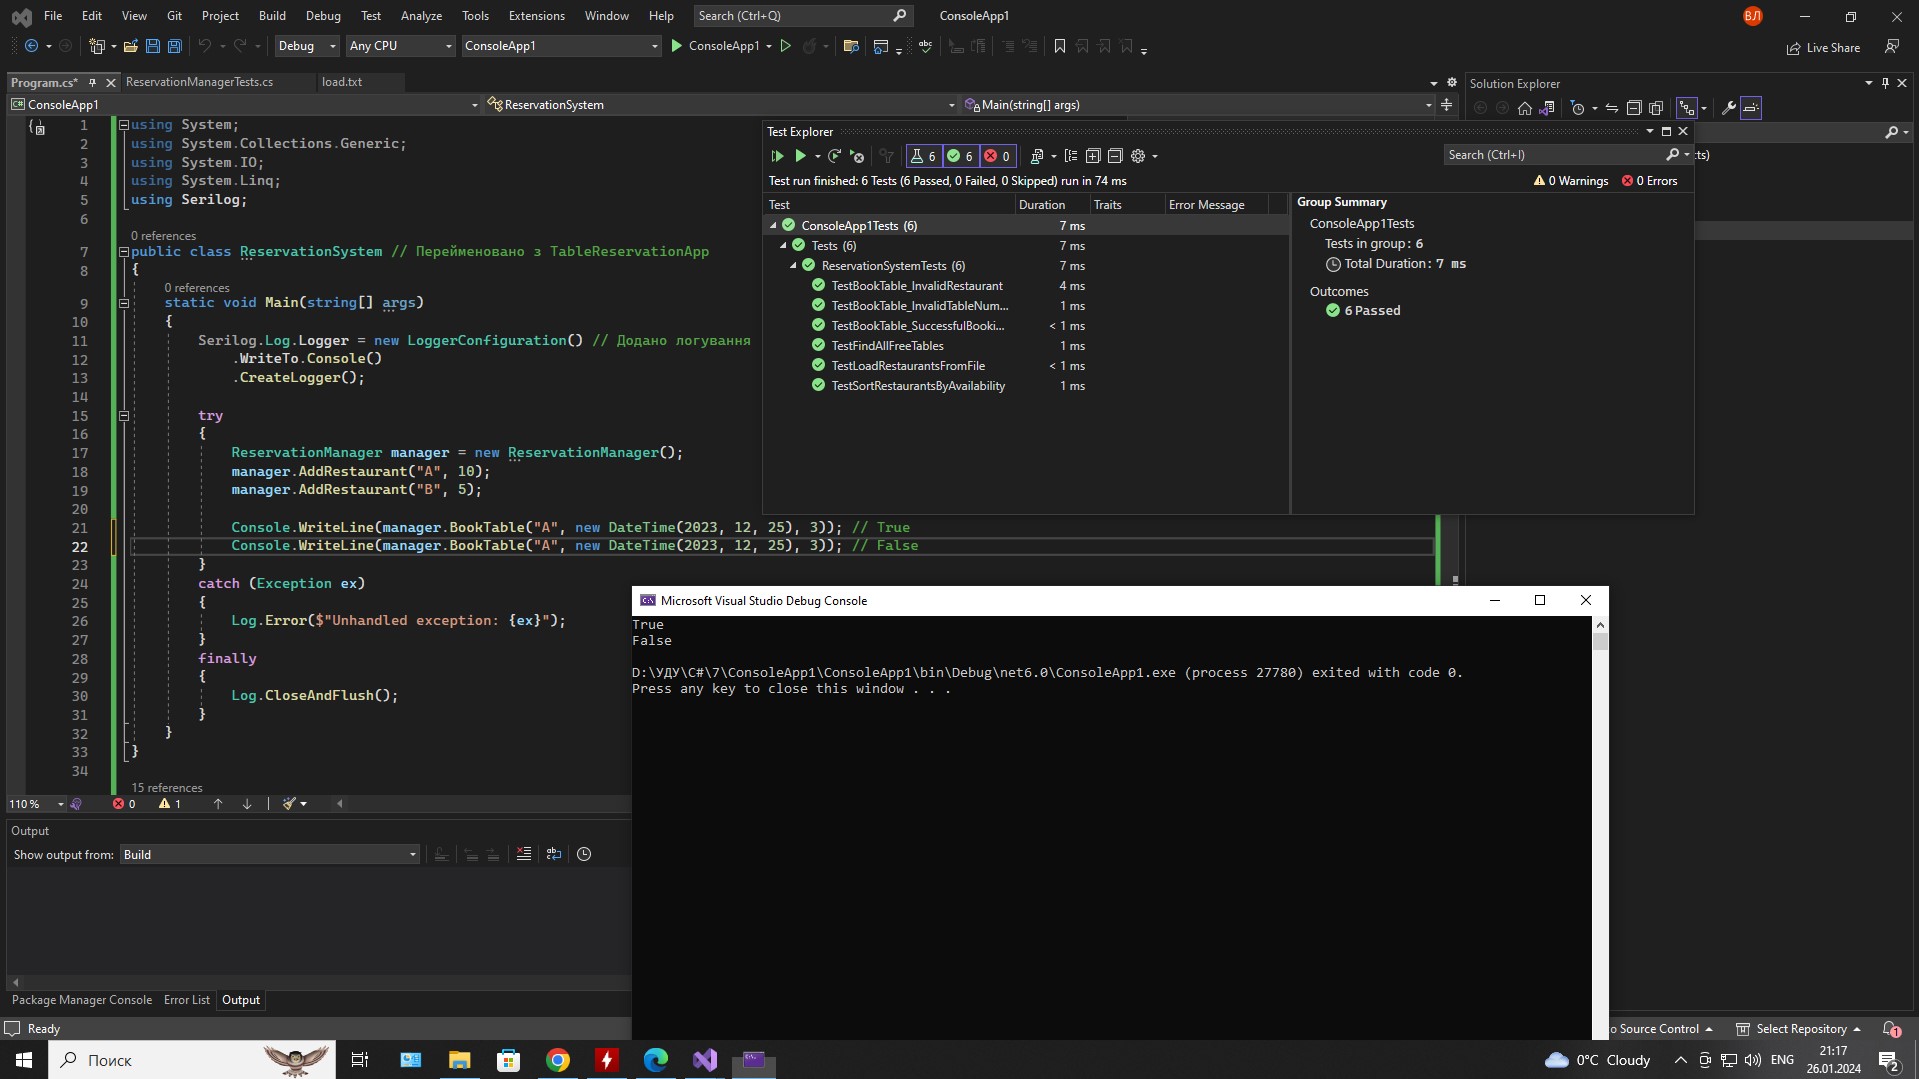 File Edit View Git Project Build Debug Test Analyze Tools Extensions Window Help Search (Ctrl+Q) ConsoleApp1 ВЛ
Debug Any CPU ConsoleApp1 ConsoleApp1 Live Share
Program.cs* ReservationManagerTests.cs load.txt
ConsoleApp1 ReservationSystem Main(string[] args)
1 using System;
2 using System.Collections.Generic;
3 using System.IO;
4 using System.Linq;
5 using Serilog;
6
0 references
7 public class ReservationSystem // Перейменовано з TableReservationApp
8 {
0 references
9 static void Main(string[] args)
10 {
11 Serilog.Log.Logger = new LoggerConfiguration() // Додано логування
12 .WriteTo.Console()
13 .CreateLogger();
14
15 try
16 {
17 ReservationManager manager = new ReservationManager();
18 manager.AddRestaurant("A", 10);
19 manager.AddRestaurant("B", 5);
20
21 Console.WriteLine(manager.BookTable("A", new DateTime(2023, 12, 25), 3)); // True
22 Console.WriteLine(manager.BookTable("A", new DateTime(2023, 12, 25), 3)); // False
23 }
24 catch (Exception ex)
25 {
26 Log.Error($"Unhandled exception: {ex}");
27 }
28 finally
29 {
30 Log.CloseAndFlush();
31 }
32 }
33 }
34
15 references
110 % 0 1
Test Explorer
6 6 0 Search (Ctrl+I)
Test run finished: 6 Tests (6 Passed, 0 Failed, 0 Skipped) run in 74 ms 0 Warnings 0 Errors
Test Duration Traits Error Message
ConsoleApp1Tests (6) 7 ms
Tests (6) 7 ms
ReservationSystemTests (6) 7 ms
TestBookTable_InvalidRestaurant 4 ms
TestBookTable_InvalidTableNum... 1 ms
TestBookTable_SuccessfulBooki... < 1 ms
TestFindAllFreeTables 1 ms
TestLoadRestaurantsFromFile < 1 ms
TestSortRestaurantsByAvailability 1 ms
Group Summary
ConsoleApp1Tests
Tests in group: 6
Total Duration: 7 ms
Outcomes
6 Passed
Solution Explorer
ts)
Microsoft Visual Studio Debug Console
True
False
D:\УДУ\C#\7\ConsoleApp1\ConsoleApp1\bin\Debug\net6.0\ConsoleApp1.exe (process 27780) exited with code 0.
Press any key to close this window . . .
Output
Show output from: Build
Package Manager Console Error List Output
Ready
o Source Control Select Repository 1
Поиск
0°C Cloudy ENG 21:17
26.01.2024 2